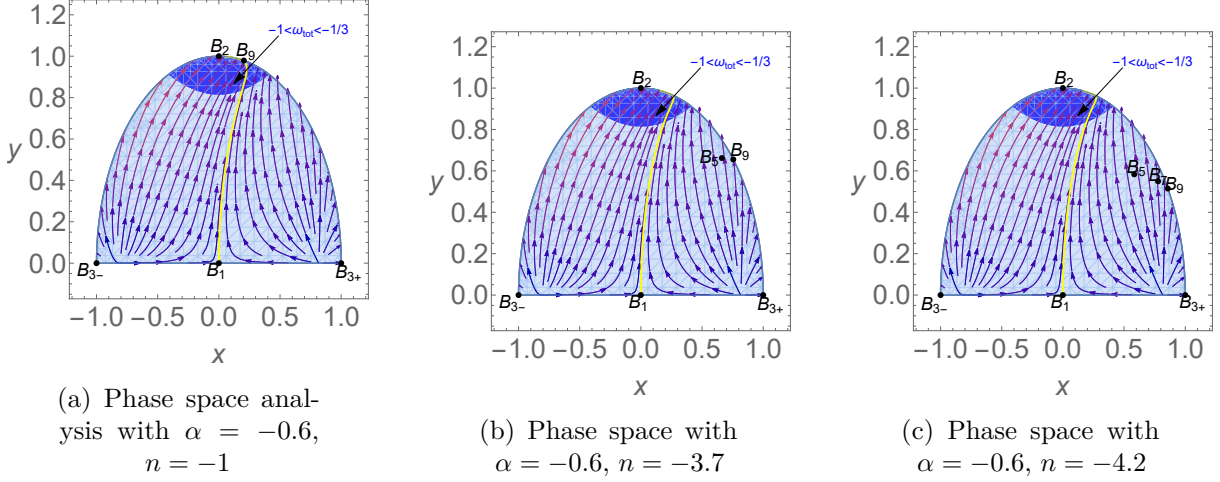 1.2
1.0
0.8
0.6
0.4
0.2
0.0
y
B2
B9
−1<ωtot<−1/3
B3−
B1
B3+
−1.0 −0.5 0.0 0.5 1.0
x
(a) Phase space anal-
ysis with α = −0.6,
n = −1
1.2
1.0
0.8
0.6
0.4
0.2
0.0
y
B2
−1<ωtot<−1/3
B5
B9
B3−
B1
B3+
−1.0 −0.5 0.0 0.5 1.0
x
(b) Phase space with
α = −0.6, n = −3.7
1.2
1.0
0.8
0.6
0.4
0.2
0.0
y
B2
−1<ωtot<−1/3
B5
B7
B9
B3−
B1
B3+
−1.0 −0.5 0.0 0.5 1.0
x
(c) Phase space with
α = −0.6, n = −4.2